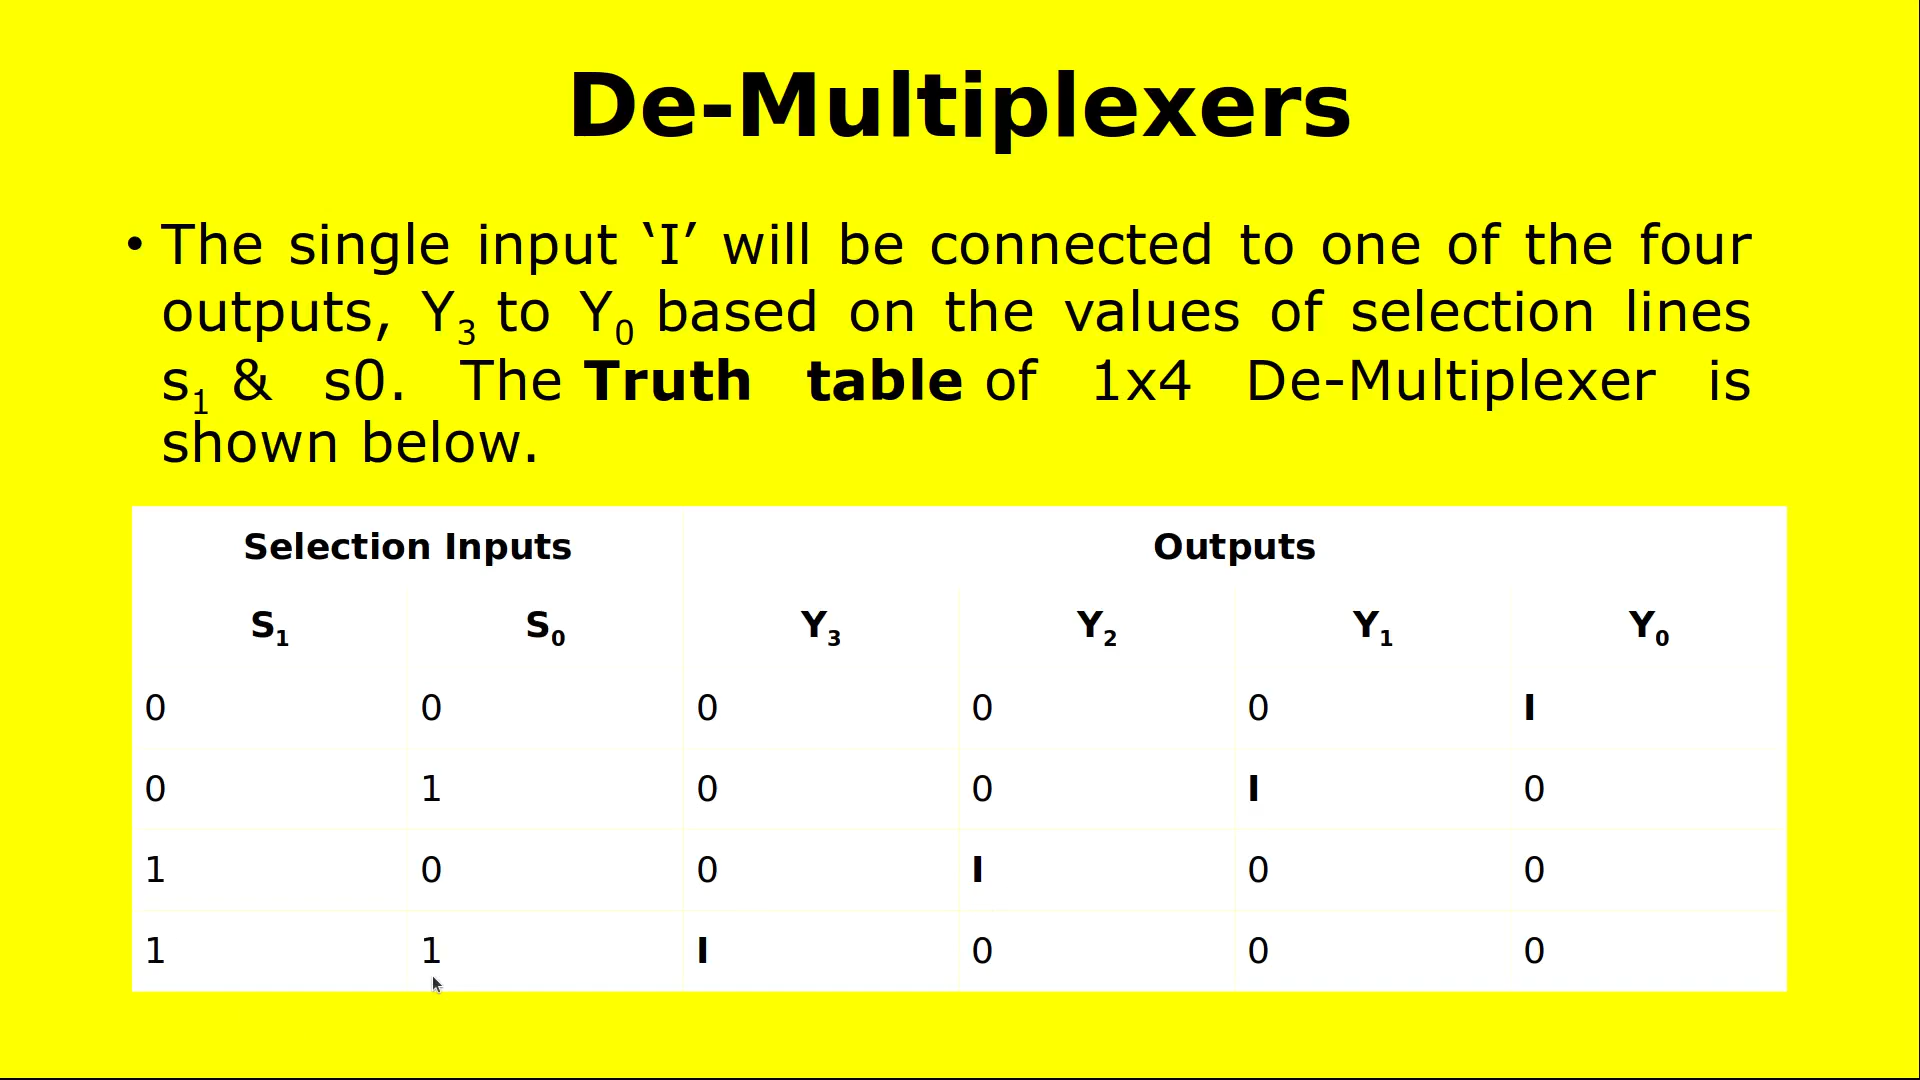 De-Multiplexers
• The single input ‘I’ will be connected to one of the four
outputs, Y₃ to Y₀ based on the values of selection lines
s₁ & s0. The Truth table of 1x4 De-Multiplexer is
shown below.
Selection Inputs Outputs
S₁ S₀ Y₃ Y₂ Y₁ Y₀
0 0 0 0 0 I
0 1 0 0 I 0
1 0 0 I 0 0
1 1 I 0 0 0